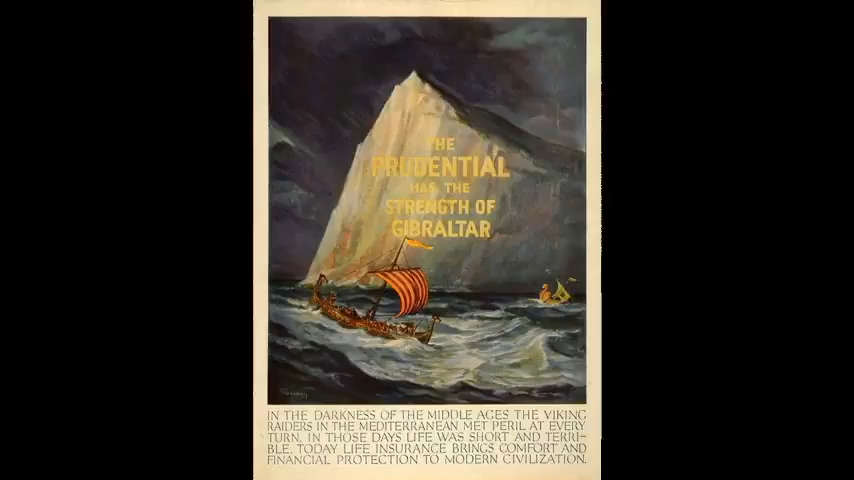 THE
PRUDENTIAL
HAS THE
STRENGTH OF
GIBRALTAR
IN THE DARKNESS OF THE MIDDLE AGES THE VIKING
RAIDERS IN THE MEDITERRANEAN MET PERIL AT EVERY
TURN. IN THOSE DAYS LIFE WAS SHORT AND TERRI-
BLE. TODAY LIFE INSURANCE BRINGS COMFORT AND
FINANCIAL PROTECTION TO MODERN CIVILIZATION.